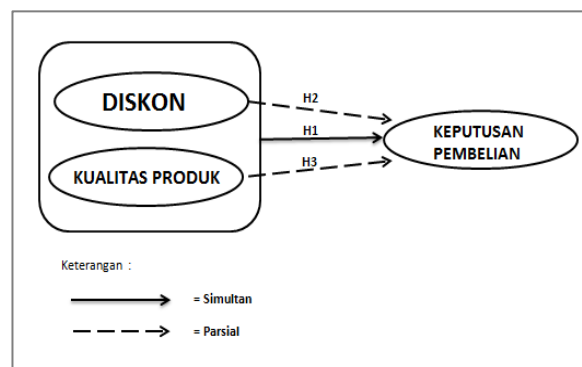 DISKON
H2
H1
KEPUTUSAN
PEMBELIAN
KUALITAS PRODUK
H3
Keterangan :
= Simultan
= Parsial